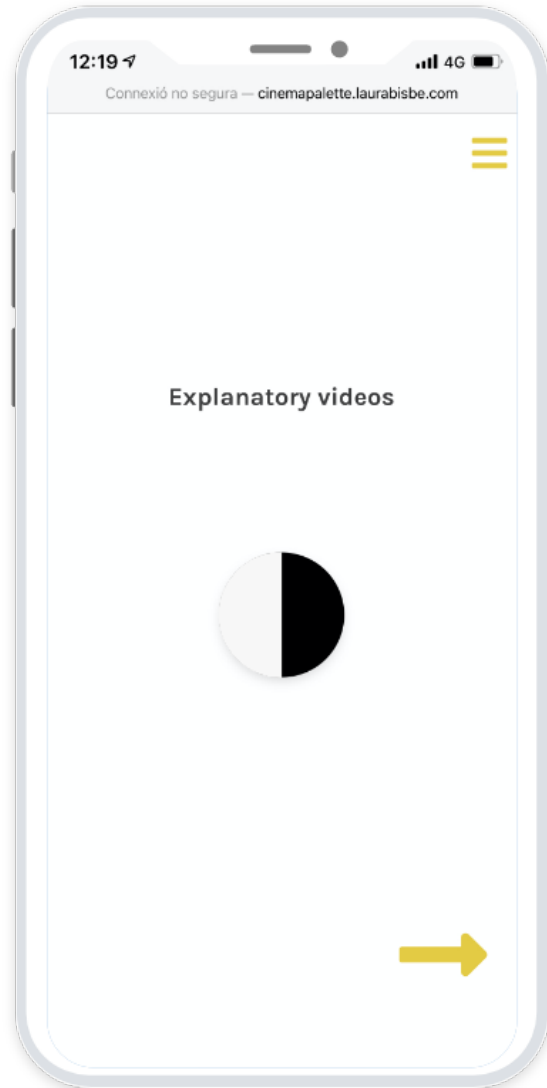 12:19 4G
Connexió no segura — cinemapalette.laurabisbe.com
Explanatory videos